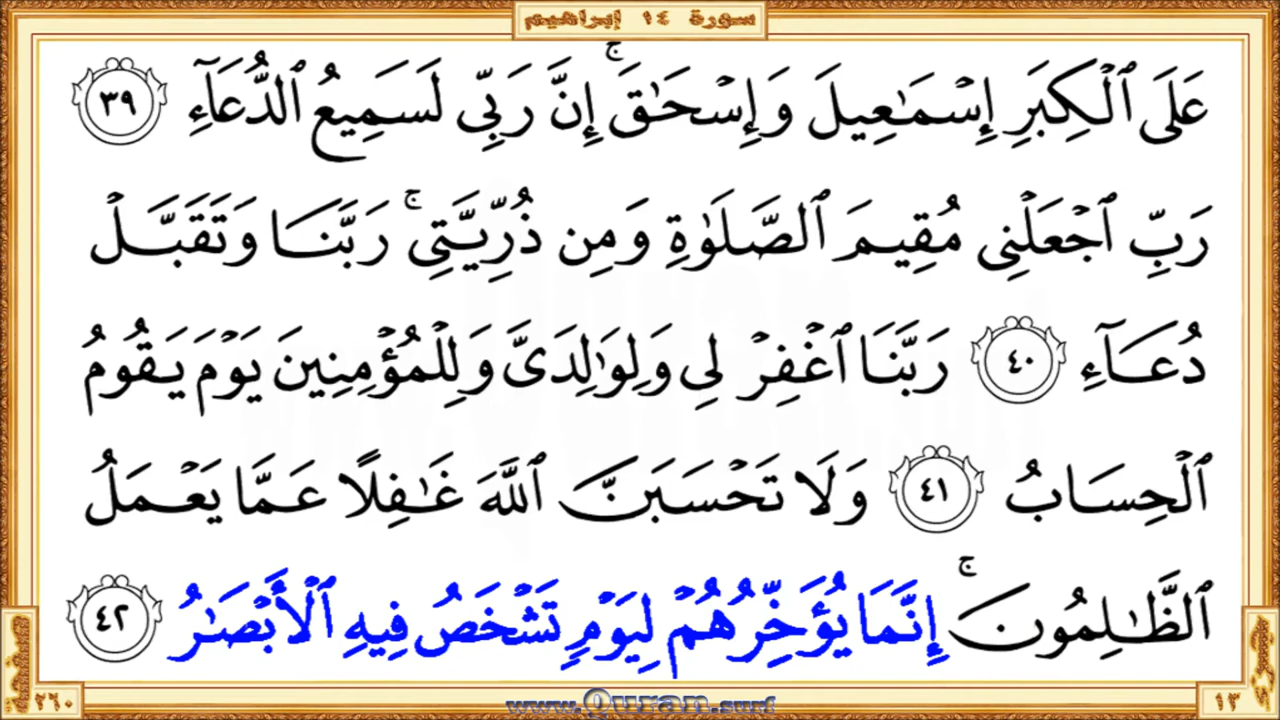 سورة ١٤ إبراهيم
عَلَى ٱلْكِبَرِ إِسْمَـٰعِيلَ وَإِسْحَـٰقَ ۚ إِنَّ رَبِّى لَسَمِيعُ ٱلدُّعَآءِ ٣٩
رَبِّ ٱجْعَلْنِى مُقِيمَ ٱلصَّلَوٰةِ وَمِن ذُرِّيَّتِى ۚ رَبَّنَا وَتَقَبَّلْ
دُعَآءِ ٤٠ رَبَّنَا ٱغْفِرْ لِى وَلِوَٰلِدَىَّ وَلِلْمُؤْمِنِينَ يَوْمَ يَقُومُ
ٱلْحِسَابُ ٤١ وَلَا تَحْسَبَنَّ ٱللَّهَ غَـٰفِلًا عَمَّا يَعْمَلُ
ٱلظَّـٰلِمُونَ ۚ إِنَّمَا يُؤَخِّرُهُمْ لِيَوْمٍ تَشْخَصُ فِيهِ ٱلْأَبْصَـٰرُ ٤٢
١٣
www.Quran.surf
٢٦٠